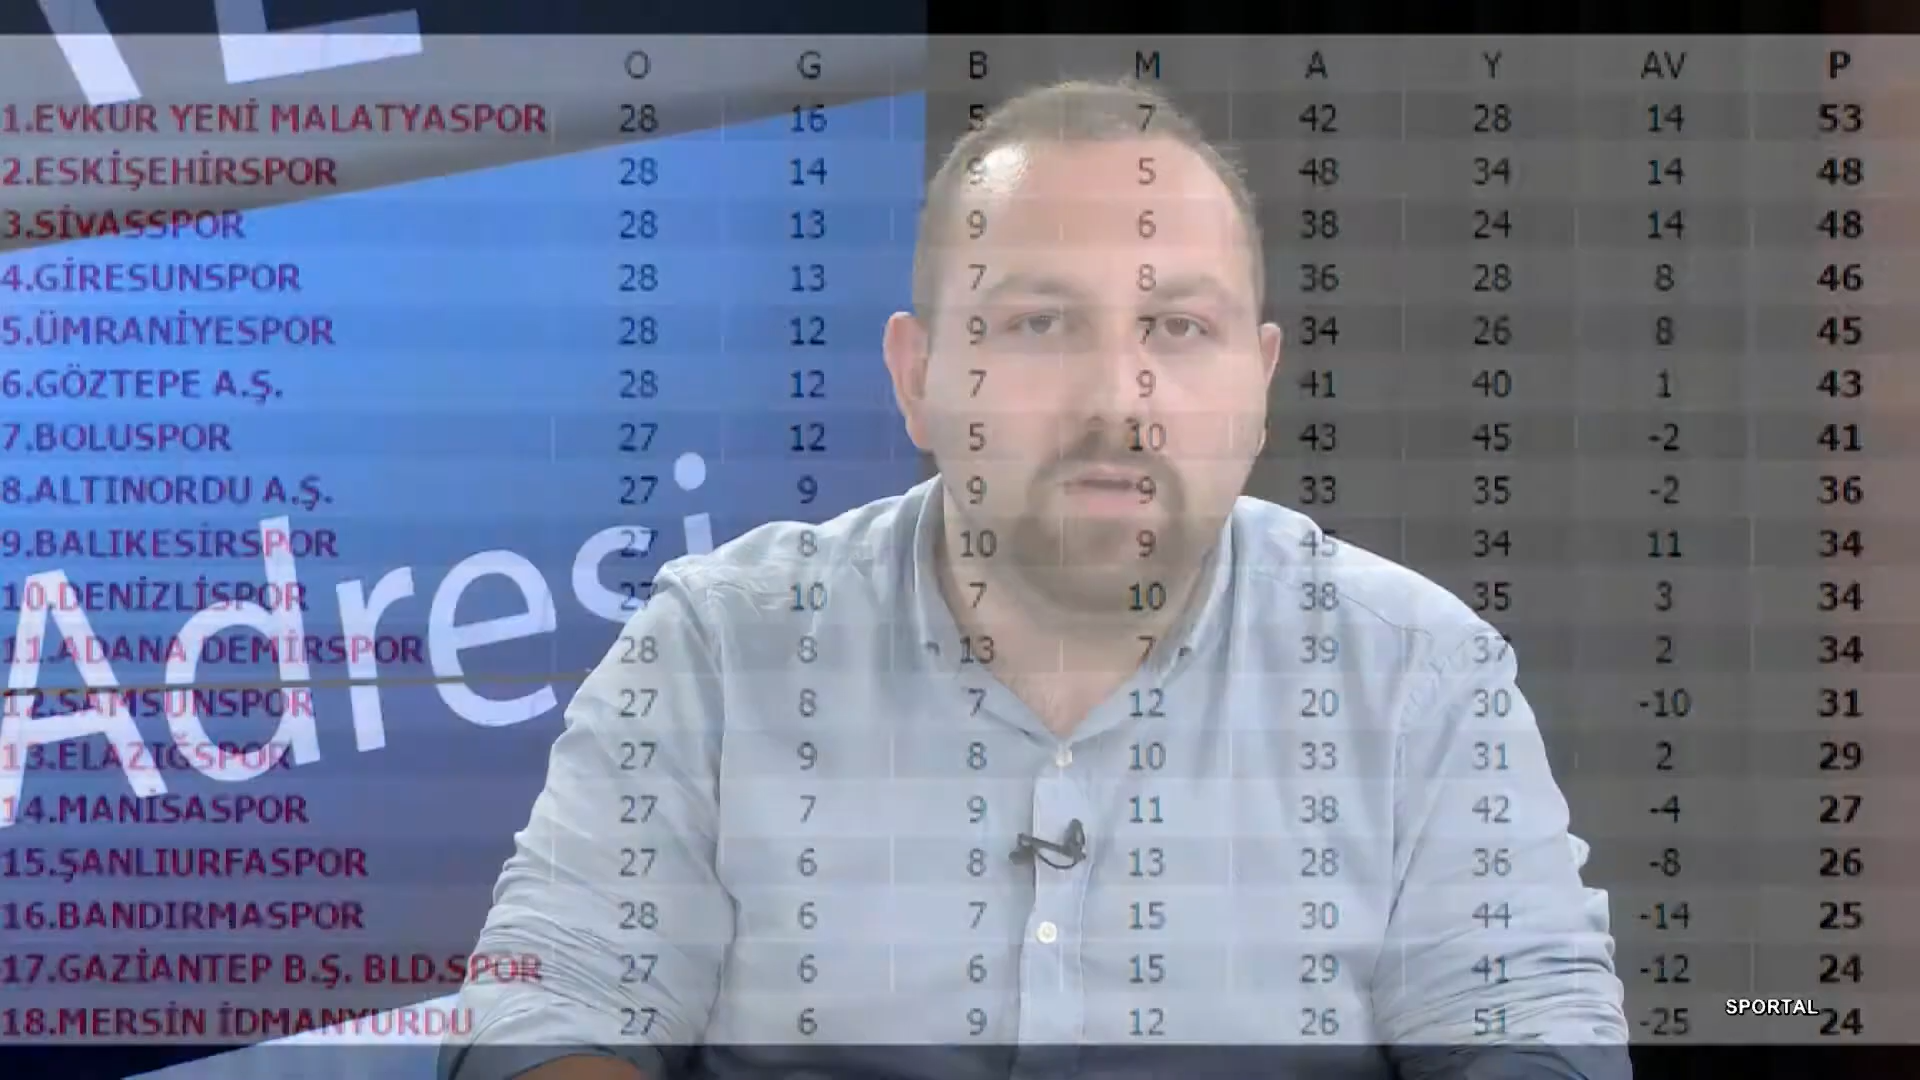 O G B M A Y AV P
1.EVKUR YENİ MALATYASPOR 28 16 5 7 42 28 14 53
2.ESKİŞEHİRSPOR 28 14 9 5 48 34 14 48
3.SİVASSPOR 28 13 9 6 38 24 14 48
4.GİRESUNSPOR 28 13 7 8 36 28 8 46
5.ÜMRANİYESPOR 28 12 9 7 34 26 8 45
6.GÖZTEPE A.Ş. 28 12 7 9 41 40 1 43
7.BOLUSPOR 27 12 5 10 43 45 -2 41
8.ALTINORDU A.Ş. 27 9 9 9 33 35 -2 36
9.BALIKESİRSPOR 27 8 10 9 45 34 11 34
10.DENİZLİSPOR 27 10 7 10 38 35 3 34
11.ADANA DEMİRSPOR 28 8 13 7 39 37 2 34
12.SAMSUNSPOR 27 8 7 12 20 30 -10 31
13.ELAZIĞSPOR 27 9 8 10 33 31 2 29
14.MANİSASPOR 27 7 9 11 38 42 -4 27
15.ŞANLIURFASPOR 27 6 8 13 28 36 -8 26
16.BANDIRMASPOR 28 6 7 15 30 44 -14 25
17.GAZİANTEP B.Ş. BLD.SPOR 27 6 6 15 29 41 -12 24
18.MERSİN İDMANYURDU 27 6 9 12 26 51 -25 24
Adresi
SPORTAL